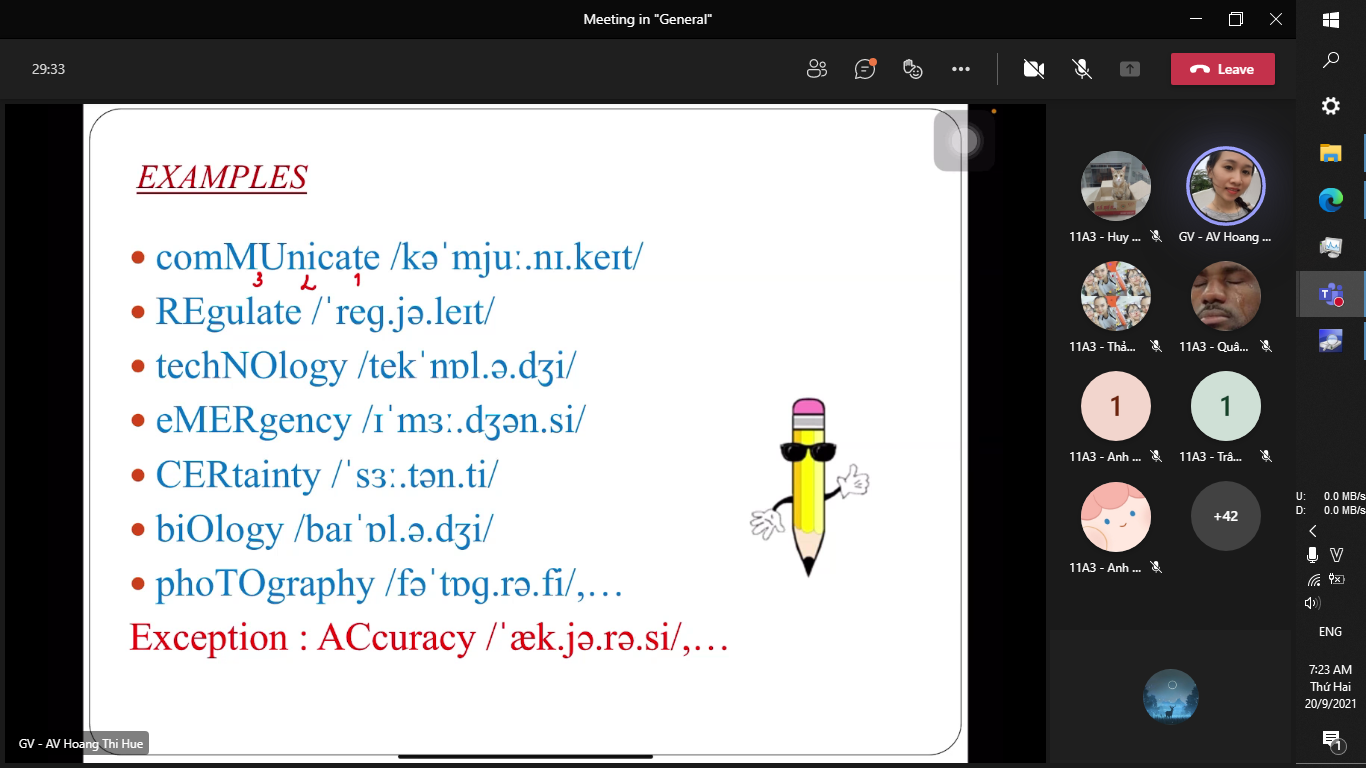 Meeting in "General"
29:33
Leave
EXAMPLES
• comMUnicate /kəˈmjuː.nɪ.keɪt/
3 2 1
• REgulate /ˈreɡ.jə.leɪt/
• techNOlogy /tekˈnɒl.ə.dʒi/
• eMERgency /ɪˈmɜː.dʒən.si/
• CERtainty /ˈsɜː.tən.ti/
• biOlogy /baɪˈɒl.ə.dʒi/
• phoTOgraphy /fəˈtɒɡ.rə.fi/,…
Exception : ACcuracy /ˈæk.jə.rə.si/,…
GV - AV Hoang Thi Hue
11A3 - Huy ...
GV - AV Hoang ...
11A3 - Thả...
11A3 - Quâ...
1
1
11A3 - Anh ...
11A3 - Trâ...
+42
11A3 - Anh ...
U: 0.0 MB/s
D: 0.0 MB/s
ENG
7:23 AM
Thứ Hai
20/9/2021
1